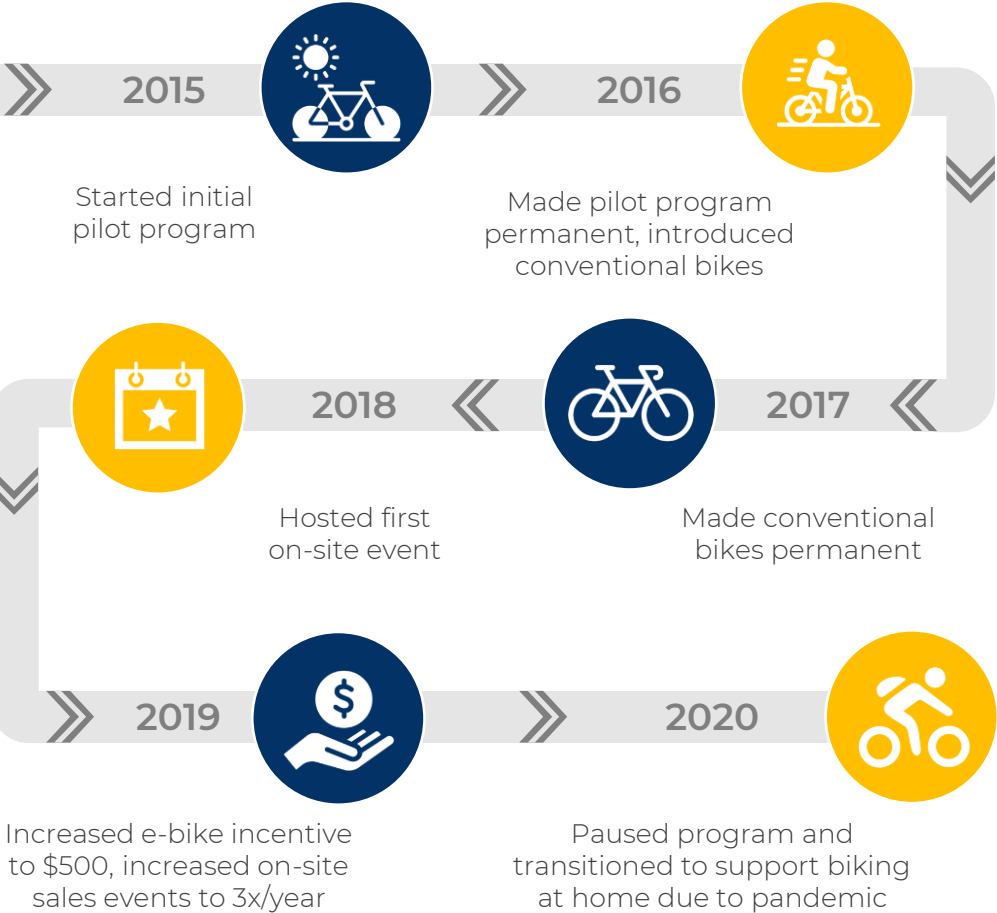 2015
Started initial
pilot program
2016
Made pilot program
permanent, introduced
conventional bikes
2017
Made conventional
bikes permanent
2018
Hosted first
on-site event
2019
$
Increased e-bike incentive
to $500, increased on-site
sales events to 3x/year
2020
Paused program and
transitioned to support biking
at home due to pandemic